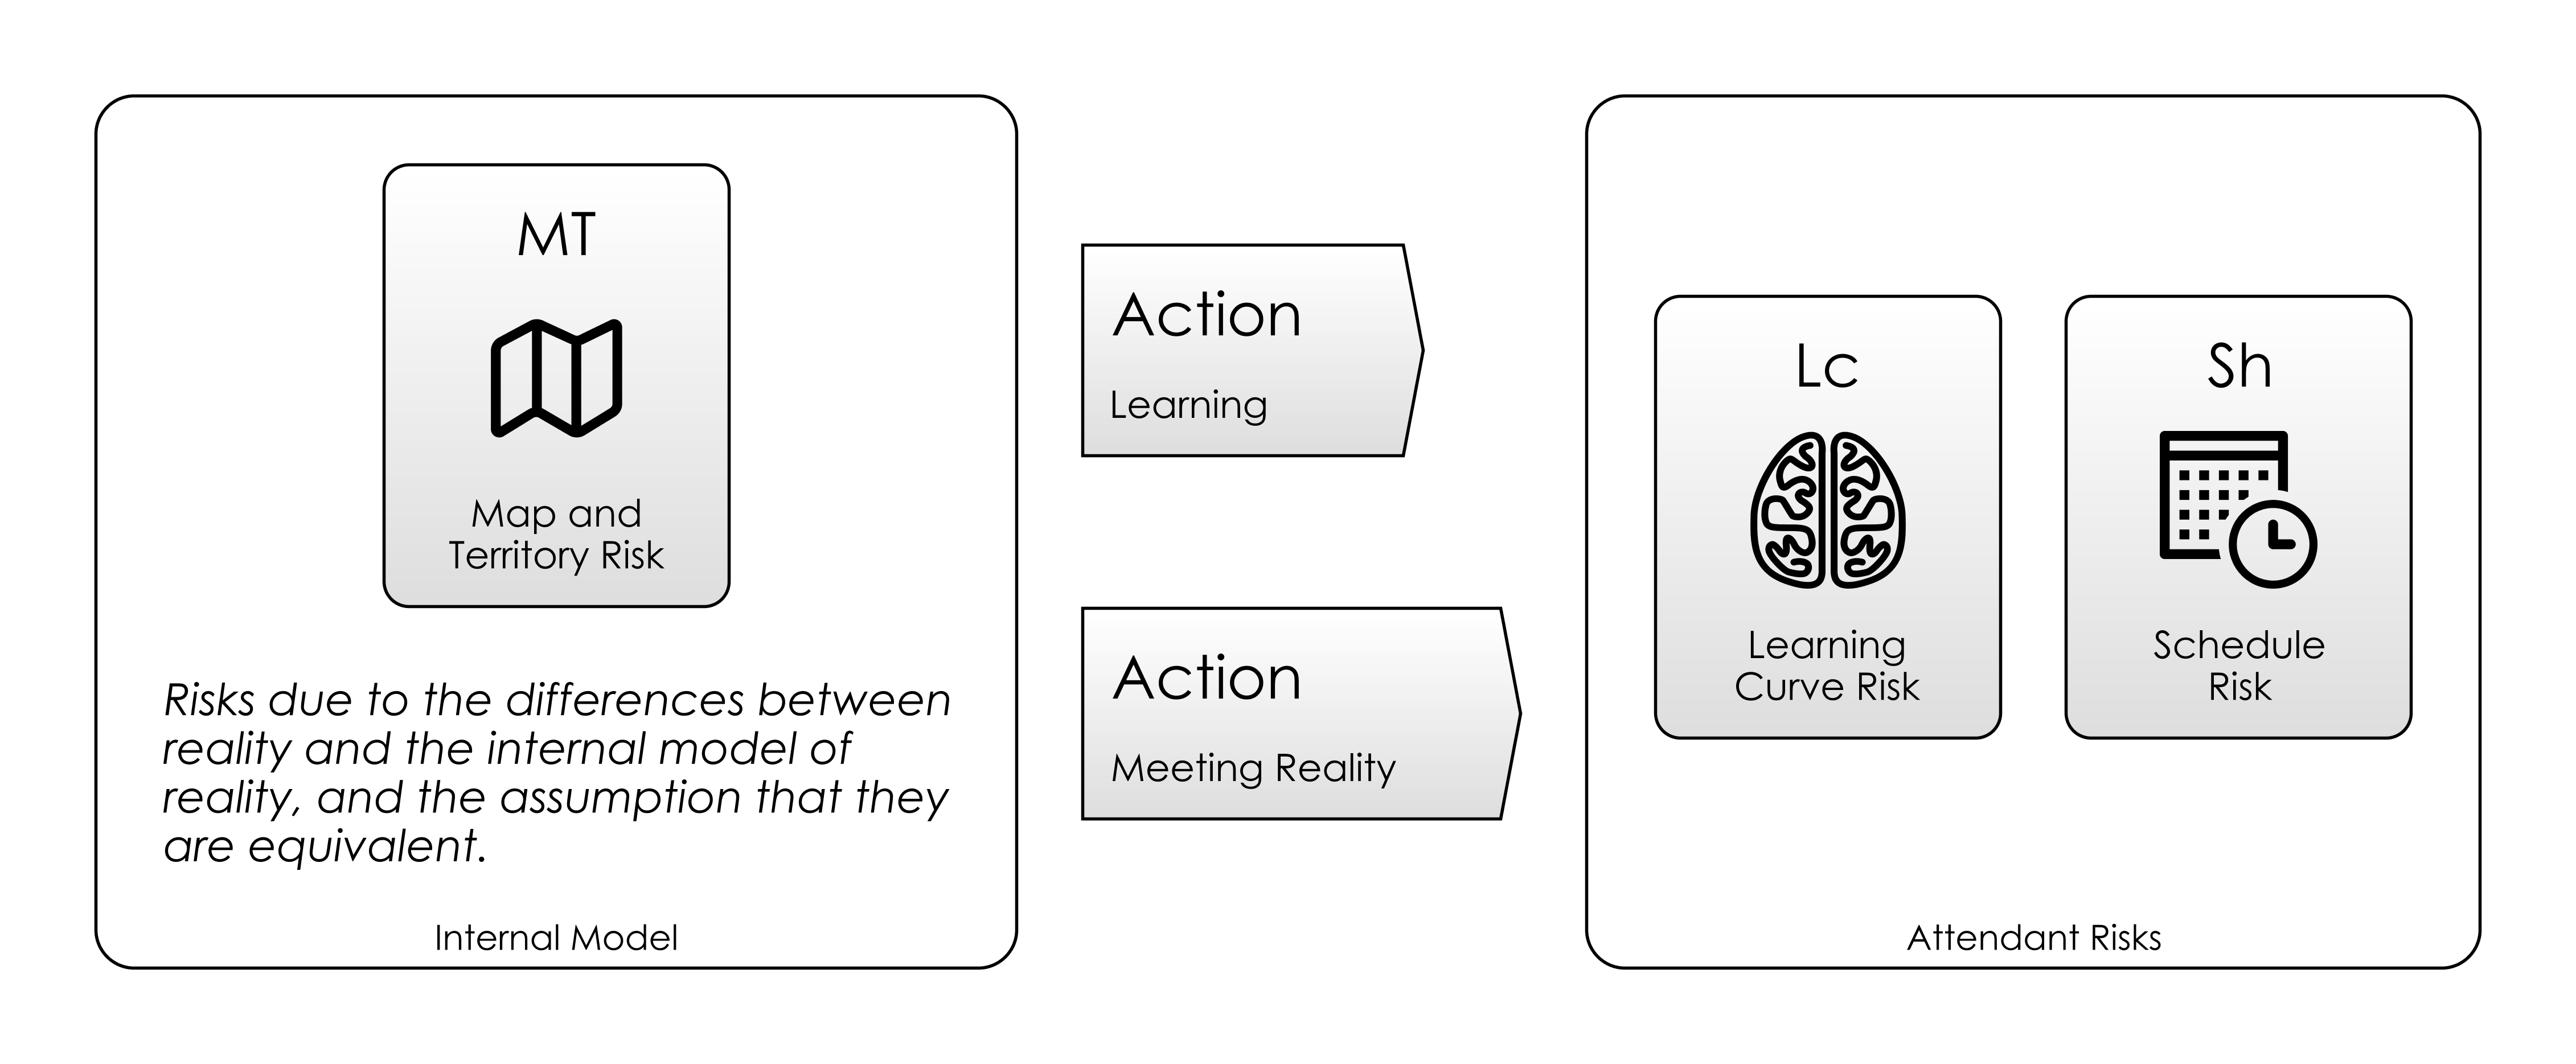 MT
Map and
Territory Risk
Risks due to the differences between
reality and the internal model of
reality, and the assumption that they
are equivalent.
Internal Model
Action
Learning
Action
Meeting Reality
Lc
Learning
Curve Risk
Sh
Schedule
Risk
Attendant Risks